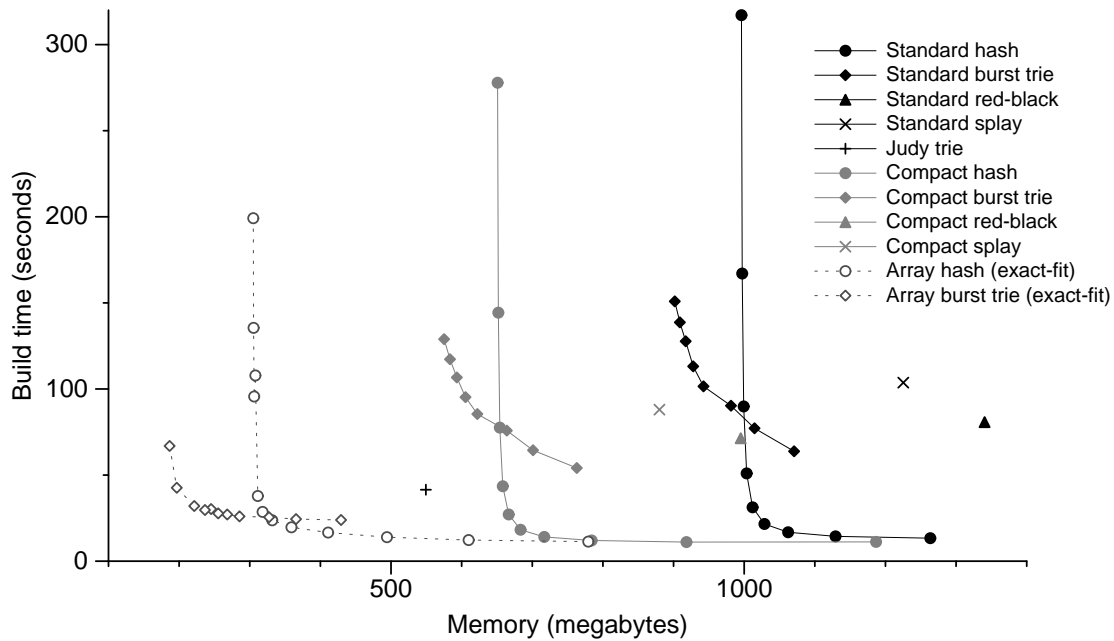 300
200
100
0
Build time (seconds)
500
1000
Memory (megabytes)
Standard hash
Standard burst trie
Standard red-black
Standard splay
Judy trie
Compact hash
Compact burst trie
Compact red-black
Compact splay
Array hash (exact-fit)
Array burst trie (exact-fit)